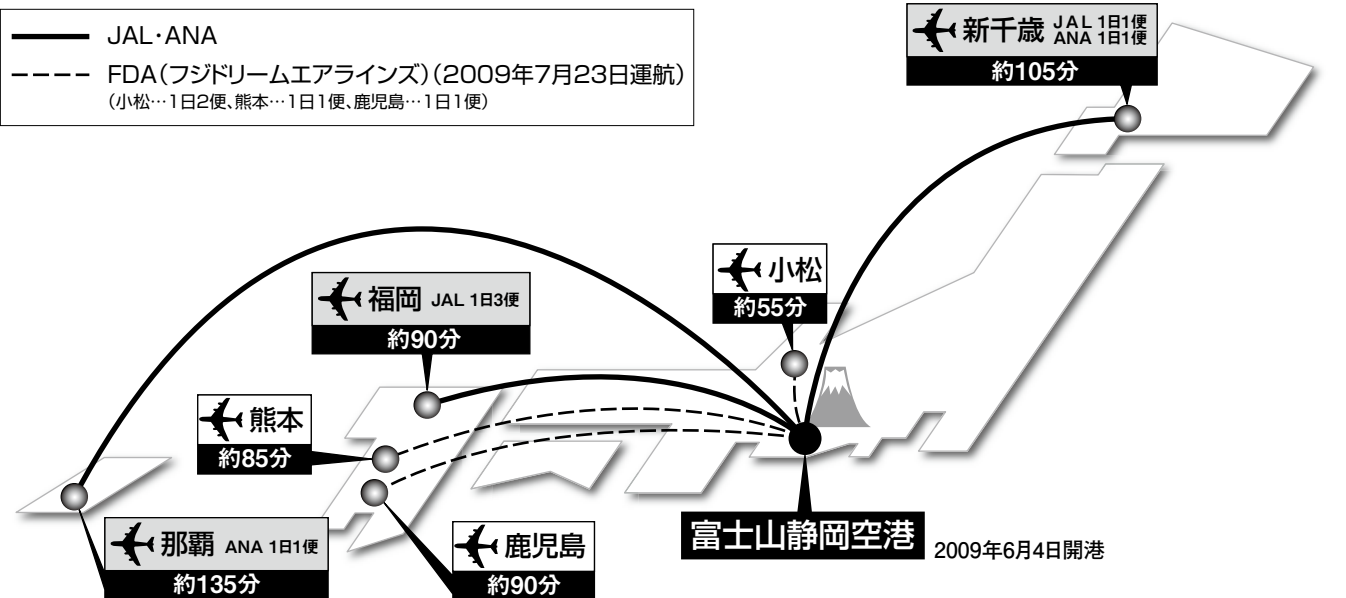 JAL・ANA
FDA（フジドリームエアラインズ）（2009年7月23日運航）
（小松…1日2便、熊本…1日1便、鹿児島…1日1便）
新千歳 JAL 1日1便
ANA 1日1便
約105分
小松
約55分
福岡 JAL 1日3便
約90分
熊本
約85分
那覇 ANA 1日1便
約135分
鹿児島
約90分
富士山静岡空港 2009年6月4日開港